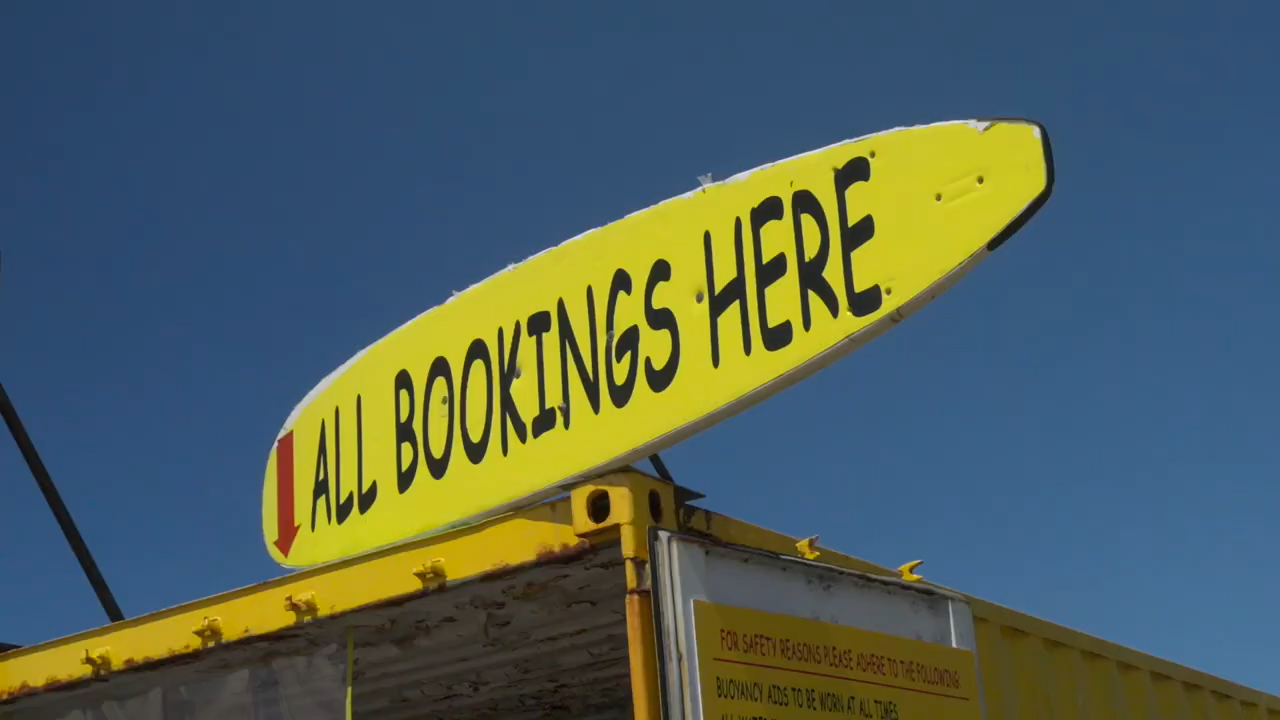 ALL BOOKINGS HERE
FOR SAFETY REASONS PLEASE ADHERE TO THE FOLLOWING:
BUOYANCY AIDS TO BE WORN AT ALL TIMES
ALL